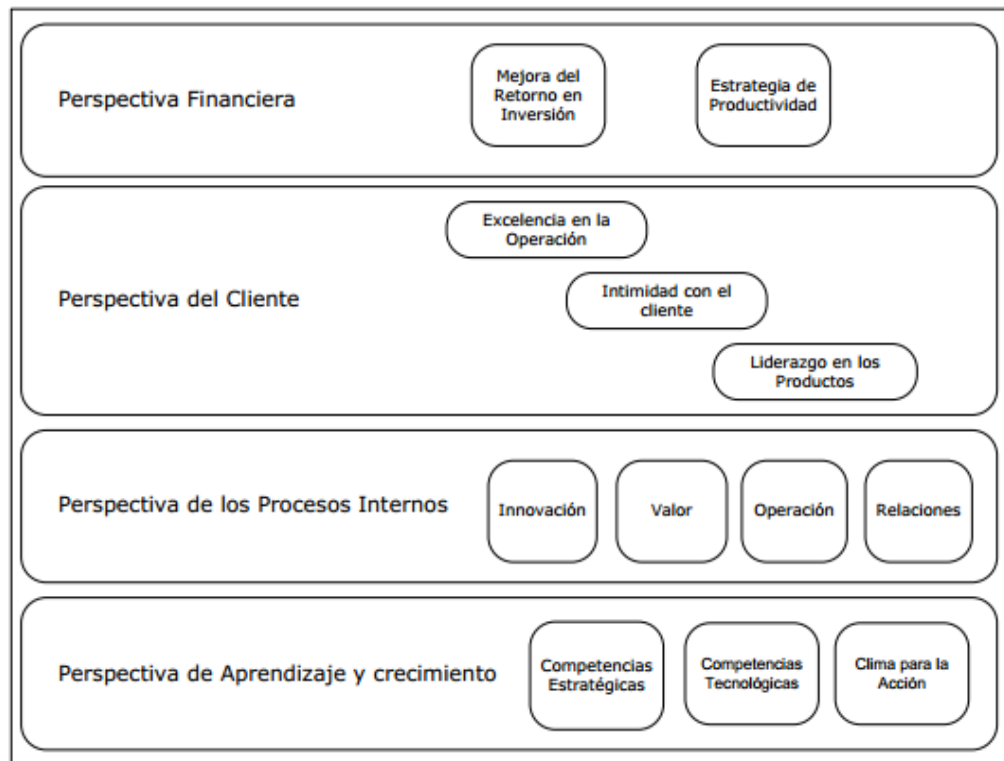 Perspectiva Financiera
Mejora del
Retorno en
Inversión
Estrategia de
Productividad
Perspectiva del Cliente
Excelencia en la
Operación
Intimidad con el
cliente
Liderazgo en los
Productos
Perspectiva de los Procesos Internos
Innovación
Valor
Operación
Relaciones
Perspectiva de Aprendizaje y crecimiento
Competencias
Estratégicas
Competencias
Tecnológicas
Clima para la
Acción